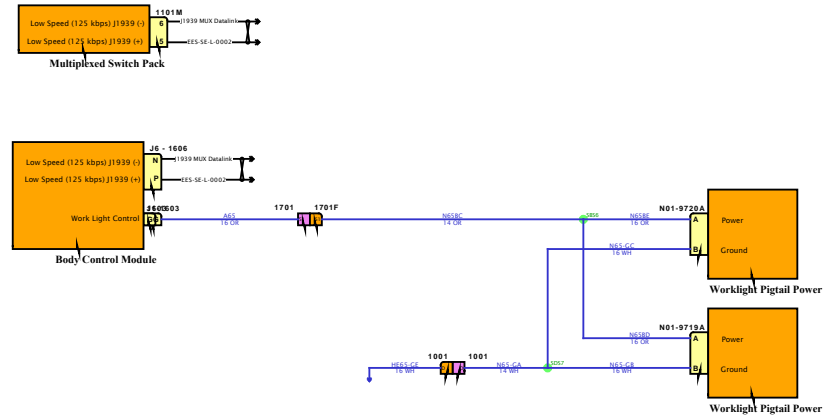 1101M
Low Speed (125 kbps) J1939 (-) 6 J1939 MUX Datalink
Low Speed (125 kbps) J1939 (+) 5 EES-SE-L-0002
Multiplexed Switch Pack
J6 - 1606
Low Speed (125 kbps) J1939 (-) N J1939 MUX Datalink
Low Speed (125 kbps) J1939 (+) P EES-SE-L-0002
1603 1701 1701F N01-9720A
Work Light Control A65 N65BC SBS6 N65BE A Power
16 OR 14 OR 16 OR
N65-GC B Ground
16 WH
Body Control Module
Worklight Pigtail Power
N01-9719A
N65BD A Power
16 OR
1001 1001
HE65-GE N65-GA SDS7 N65-GB B Ground
16 WH 14 WH 16 WH
Worklight Pigtail Power